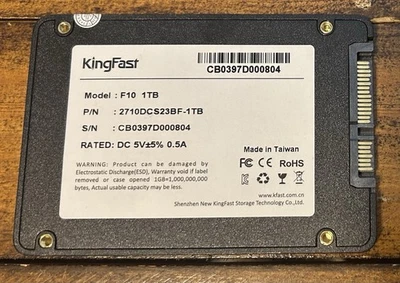 KingFast
CB0397D000804
Model : F10 1TB
P/N : 2710DCS23BF-1TB
S/N : CB0397D000804
RATED: DC 5V±5% 0.5A
Made in Taiwan
WARNING: Product can be damaged by
Electrostatic Discharge(ESD), Warranty void if label
removed or case opened 1GB=1,000,000,000
bytes, Actual usable capacity may be less.
FC CE RoHS
www.kfast.com.cn
Shenzhen New KingFast Storage Technology Co.,Ltd.